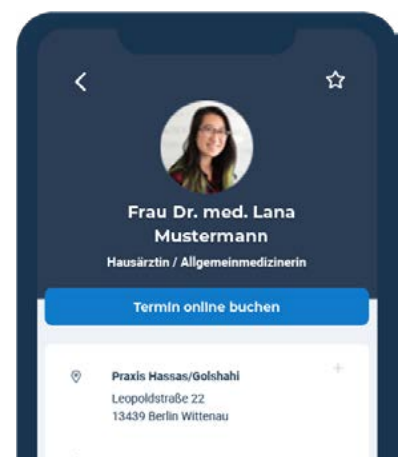 Frau Dr. med. Lana
Mustermann
Hausärztin / Allgemeinmedizinerin
Termin online buchen
Praxis Hassas/Golshahi
Leopoldstraße 22
13439 Berlin Wittenau